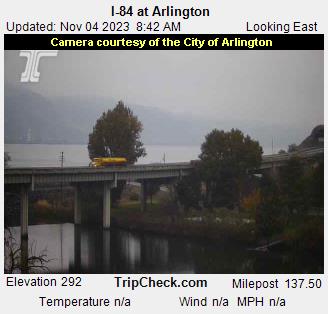 I-84 at Arlington
Updated: Nov 04 2023 8:42 AM Looking East
Camera courtesy of the City of Arlington
Elevation 292 TripCheck.com Milepost 137.50
Temperature n/a Wind n/a MPH n/a